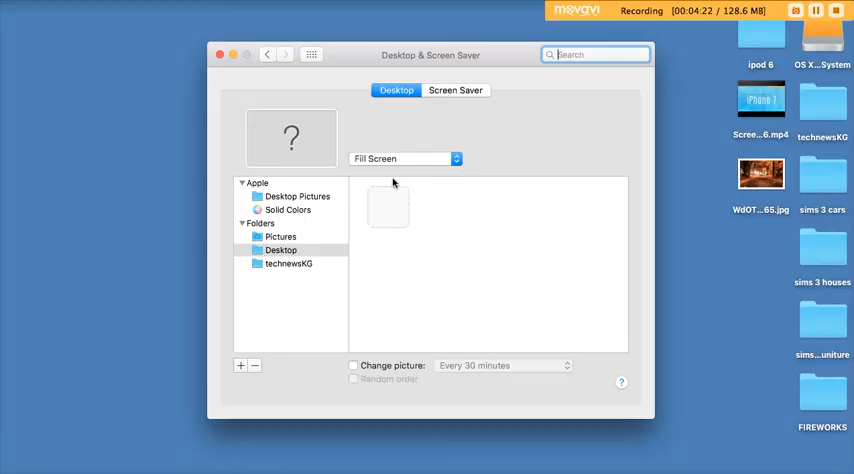 movavi
Recording [00:04:22 / 128.6 MB]
Desktop & Screen Saver
Search
Desktop
Screen Saver
?
Fill Screen
Apple
Desktop Pictures
Solid Colors
Folders
Pictures
Desktop
technewsKG
+ −
Change picture:
Every 30 minutes
Random order
?
ipod 6
OS X...System
iPhone 7
Scree...6.mp4
technewsKG
WdOT...65.jpg
sims 3 cars
sims 3 houses
sims...uniture
FIREWORKS